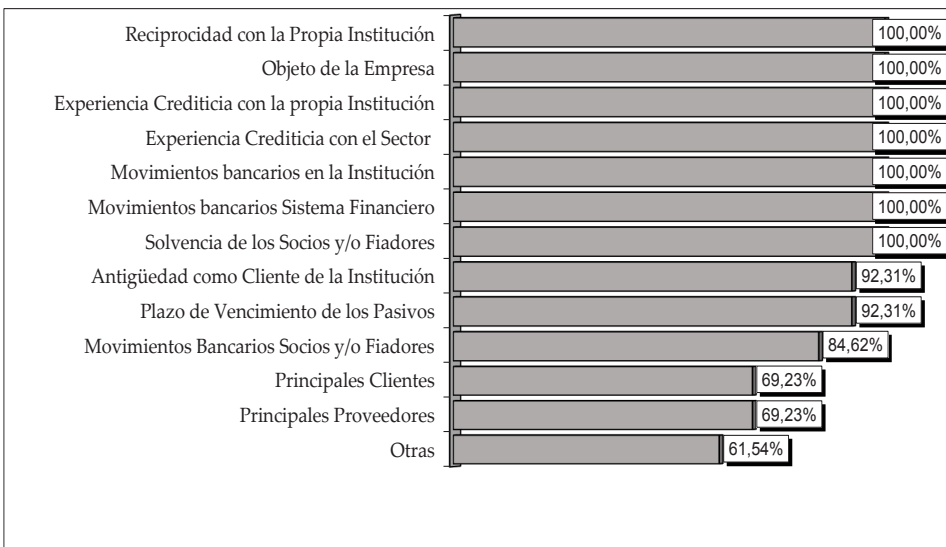 Reciprocidad con la Propia Institución 100,00%
Objeto de la Empresa 100,00%
Experiencia Crediticia con la propia Institución 100,00%
Experiencia Crediticia con el Sector 100,00%
Movimientos bancarios en la Institución 100,00%
Movimientos bancarios Sistema Financiero 100,00%
Solvencia de los Socios y/o Fiadores 100,00%
Antigüedad como Cliente de la Institución 92,31%
Plazo de Vencimiento de los Pasivos 92,31%
Movimientos Bancarios Socios y/o Fiadores 84,62%
Principales Clientes 69,23%
Principales Proveedores 69,23%
Otras 61,54%